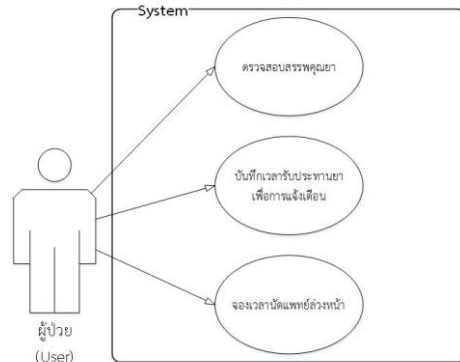 System
ตรวจสอบสรรพคุณยา
บันทึกเวลารับประทานยา
เพื่อการแจ้งเตือน
จองเวลานัดแพทย์ล่วงหน้า
ผู้ป่วย
(User)